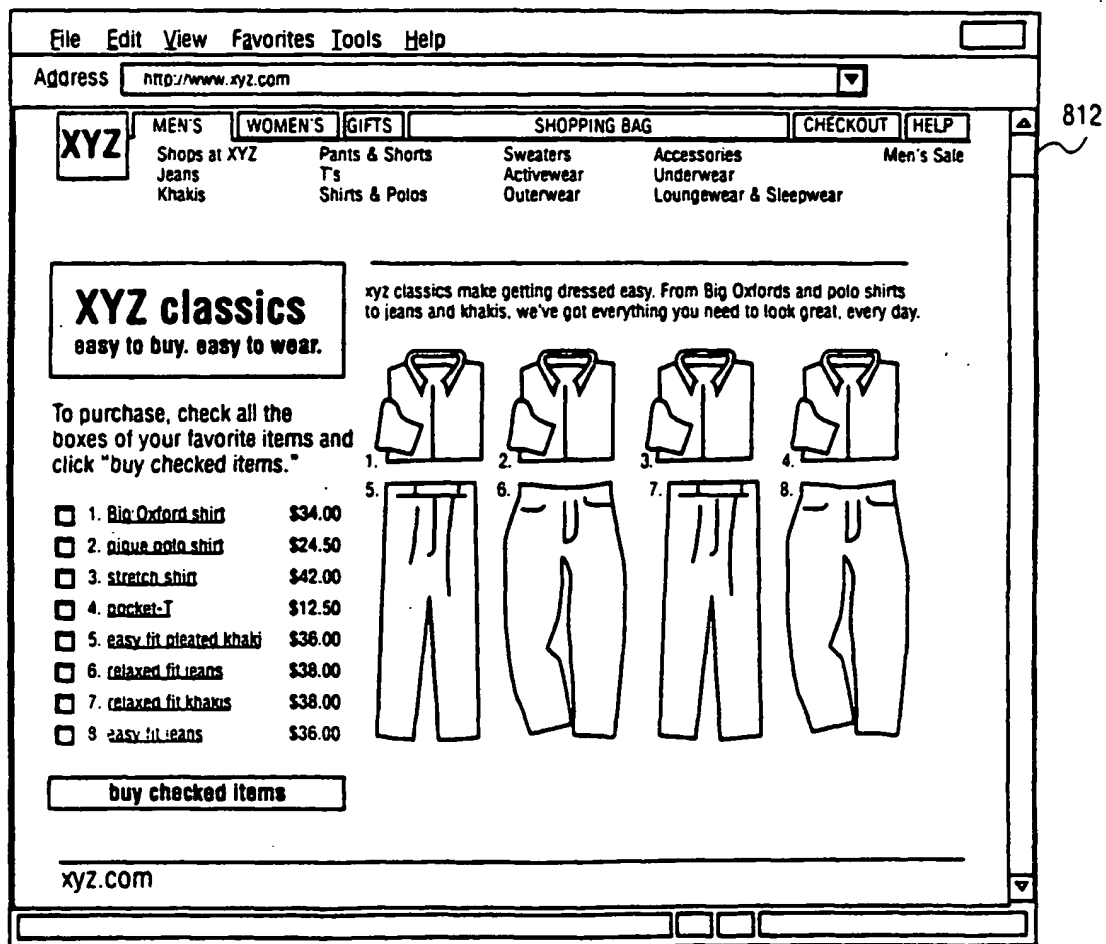 File Edit View Favorites Tools Help
Address http://www.xyz.com
812
XYZ MEN'S WOMEN'S GIFTS SHOPPING BAG CHECKOUT HELP
Shops at XYZ Pants & Shorts Sweaters Accessories Men's Sale
Jeans T's Activewear Underwear
Khakis Shirts & Polos Outerwear Loungewear & Sleepwear
XYZ classics
easy to buy. easy to wear.
xyz classics make getting dressed easy. From Big Oxfords and polo shirts
to jeans and khakis, we've got everything you need to look great, every day.
To purchase, check all the
boxes of your favorite items and
click "buy checked items."
1. 2. 3. 4.
5. 6. 7. 8.
1. Big Oxford shirt $34.00
2. pique polo shirt $24.50
3. stretch shirt $42.00
4. pocket-T $12.50
5. easy fit pleated khaki $36.00
6. relaxed fit jeans $38.00
7. relaxed fit khakis $38.00
8 easy fit jeans $36.00
buy checked items
xyz.com